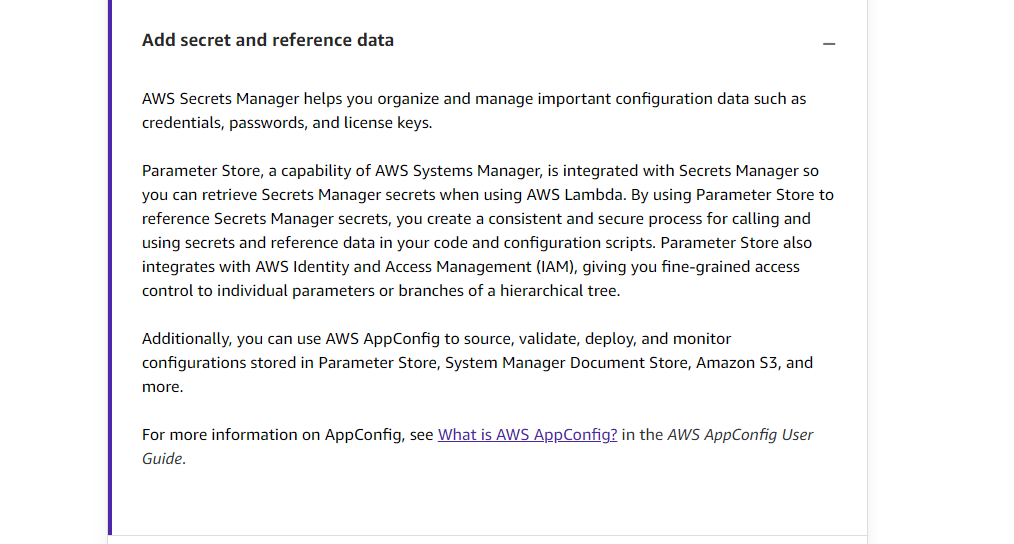 Add secret and reference data
AWS Secrets Manager helps you organize and manage important configuration data such as
credentials, passwords, and license keys.
Parameter Store, a capability of AWS Systems Manager, is integrated with Secrets Manager so
you can retrieve Secrets Manager secrets when using AWS Lambda. By using Parameter Store to
reference Secrets Manager secrets, you create a consistent and secure process for calling and
using secrets and reference data in your code and configuration scripts. Parameter Store also
integrates with AWS Identity and Access Management (IAM), giving you fine-grained access
control to individual parameters or branches of a hierarchical tree.
Additionally, you can use AWS AppConfig to source, validate, deploy, and monitor
configurations stored in Parameter Store, System Manager Document Store, Amazon S3, and
more.
For more information on AppConfig, see What is AWS AppConfig? in the AWS AppConfig User
Guide.